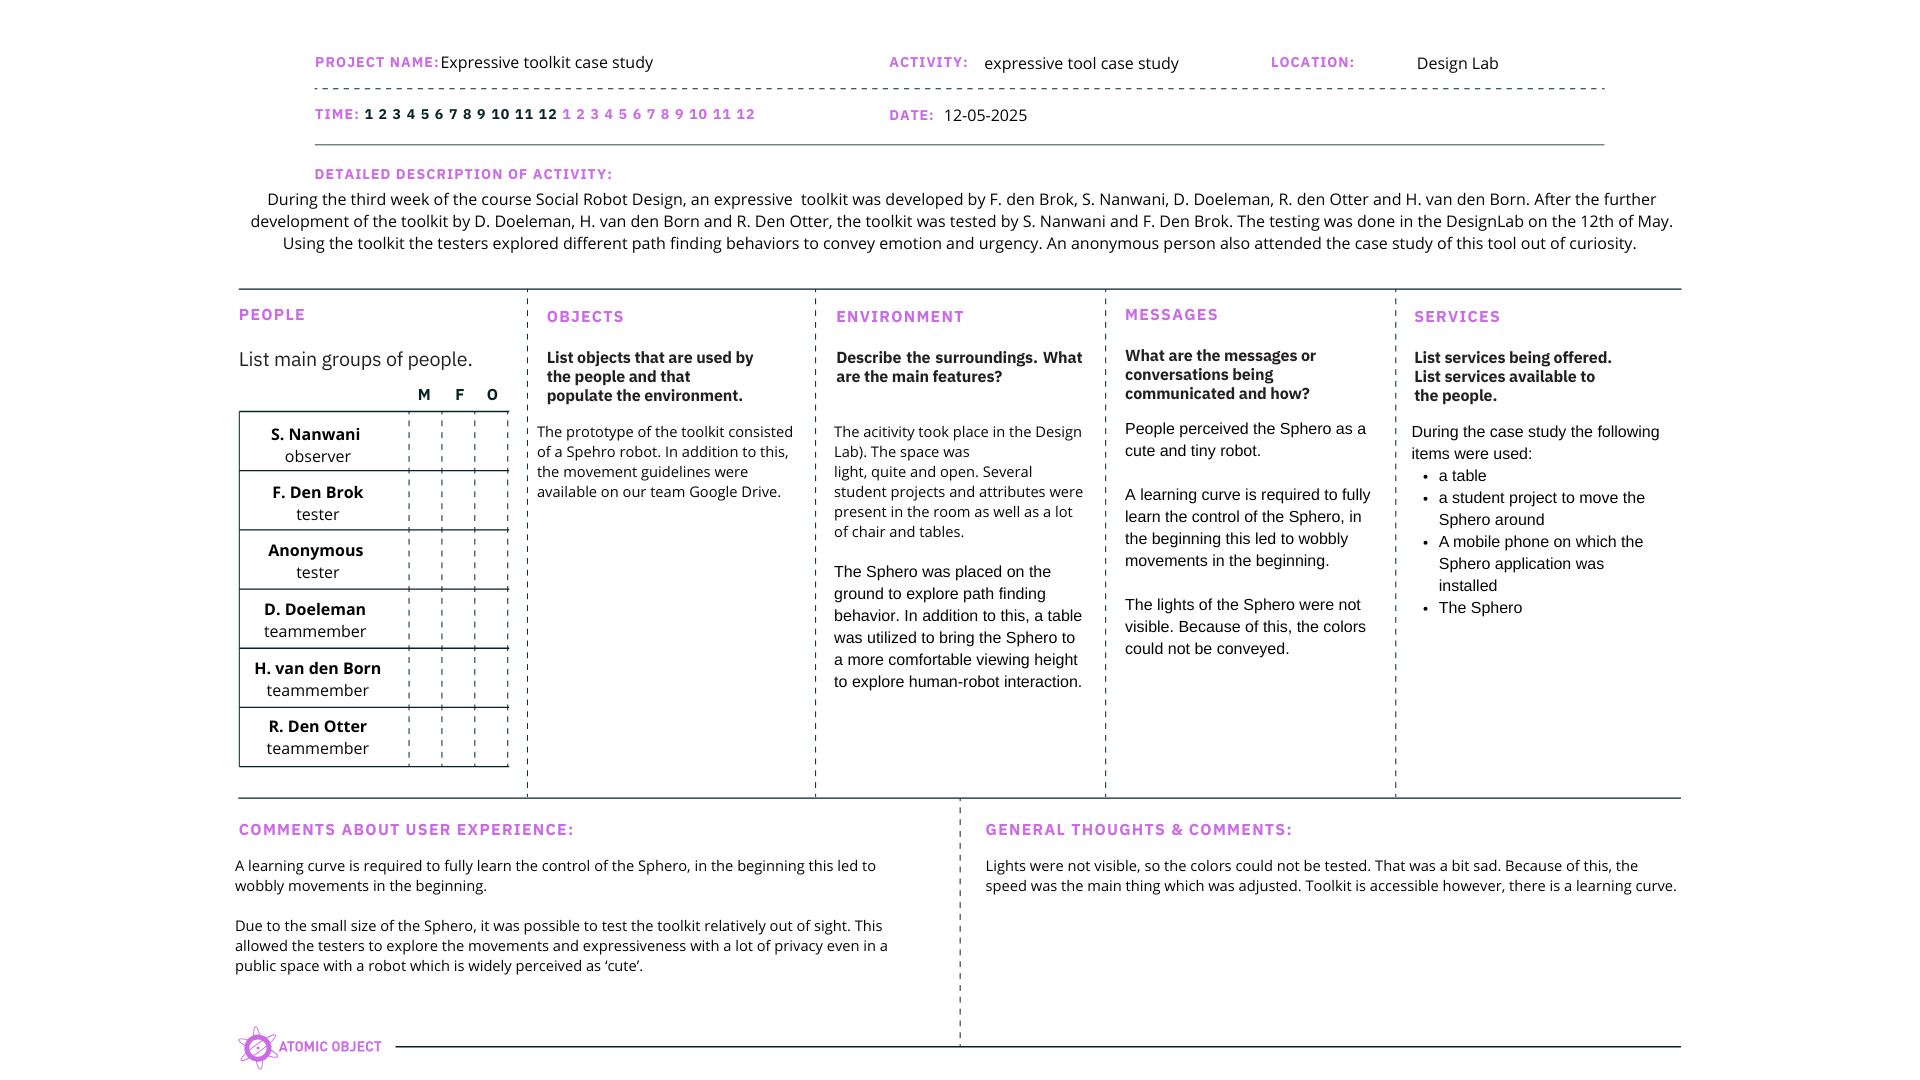 PROJECT NAME: Expressive toolkit case study
ACTIVITY: expressive tool case study
LOCATION: Design Lab
TIME: 1 2 3 4 5 6 7 8 9 10 11 12 1 2 3 4 5 6 7 8 9 10 11 12
DATE: 12-05-2025
DETAILED DESCRIPTION OF ACTIVITY:
During the third week of the course Social Robot Design, an expressive toolkit was developed by F. den Brok, S. Nanwani, D. Doeleman, R. den Otter and H. van den Born. After the further
development of the toolkit by D. Doeleman, H. van den Born and R. Den Otter, the toolkit was tested by S. Nanwani and F. Den Brok. The testing was done in the DesignLab on the 12th of May.
Using the toolkit the testers explored different path finding behaviors to convey emotion and urgency. An anonymous person also attended the case study of this tool out of curiosity.
PEOPLE
List main groups of people.
M F O
S. Nanwani
observer
F. Den Brok
tester
Anonymous
tester
D. Doeleman
teammember
H. van den Born
teammember
R. Den Otter
teammember
OBJECTS
List objects that are used by
the people and that
populate the environment.
The prototype of the toolkit consisted
of a Spehro robot. In addition to this,
the movement guidelines were
available on our team Google Drive.
ENVIRONMENT
Describe the surroundings. What
are the main features?
The acitivity took place in the Design
Lab). The space was
light, quite and open. Several
student projects and attributes were
present in the room as well as a lot
of chair and tables.
The Sphero was placed on the
ground to explore path finding
behavior. In addition to this, a table
was utilized to bring the Sphero to
a more comfortable viewing height
to explore human-robot interaction.
MESSAGES
What are the messages or
conversations being
communicated and how?
People perceived the Sphero as a
cute and tiny robot.
A learning curve is required to fully
learn the control of the Sphero, in
the beginning this led to wobbly
movements in the beginning.
The lights of the Sphero were not
visible. Because of this, the colors
could not be conveyed.
SERVICES
List services being offered.
List services available to
the people.
During the case study the following
items were used:
• a table
• a student project to move the
Sphero around
• A mobile phone on which the
Sphero application was
installed
• The Sphero
COMMENTS ABOUT USER EXPERIENCE:
A learning curve is required to fully learn the control of the Sphero, in the beginning this led to
wobbly movements in the beginning.
Due to the small size of the Sphero, it was possible to test the toolkit relatively out of sight. This
allowed the testers to explore the movements and expressiveness with a lot of privacy even in a
public space with a robot which is widely perceived as ‘cute’.
GENERAL THOUGHTS & COMMENTS:
Lights were not visible, so the colors could not be tested. That was a bit sad. Because of this, the
speed was the main thing which was adjusted. Toolkit is accessible however, there is a learning curve.
ATOMIC OBJECT